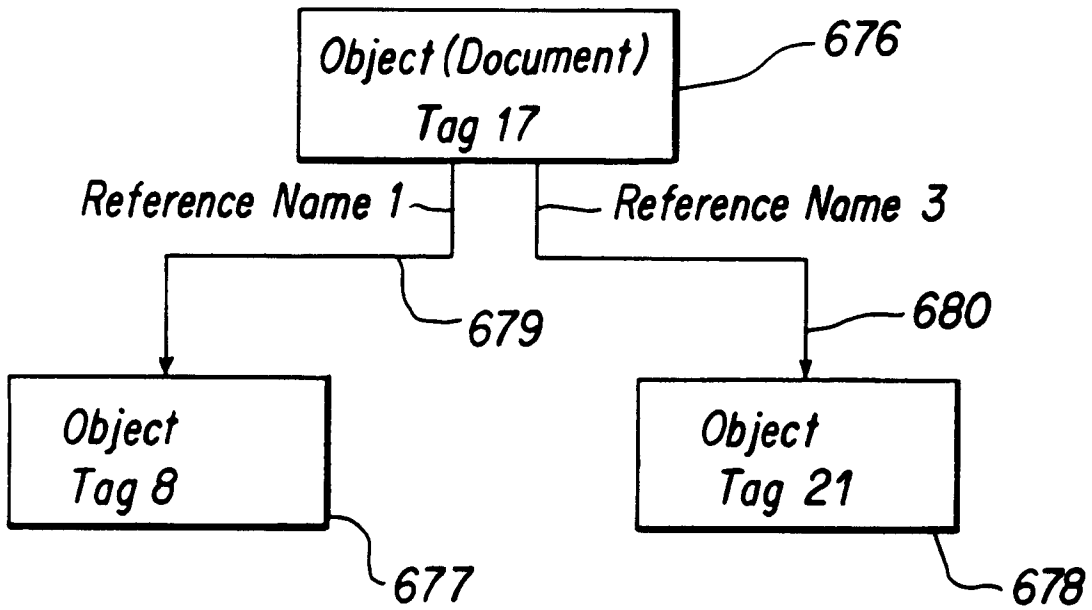 Object (Document)
Tag 17
676
Reference Name 1
Reference Name 3
679
680
Object
Tag 8
677
Object
Tag 21
678